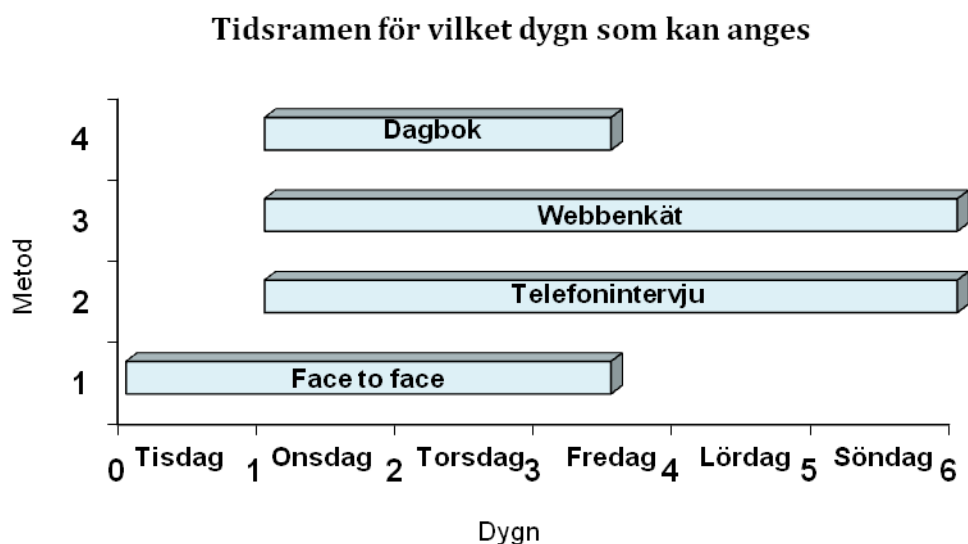 Tidsramen för vilket dygn som kan anges
4
Dagbok
3
Webbenkät
Metod
2
Telefonintervju
1
Face to face
0 Tisdag 1 Onsdag 2 Torsdag 3 Fredag 4 Lördag 5 Söndag 6
Dygn